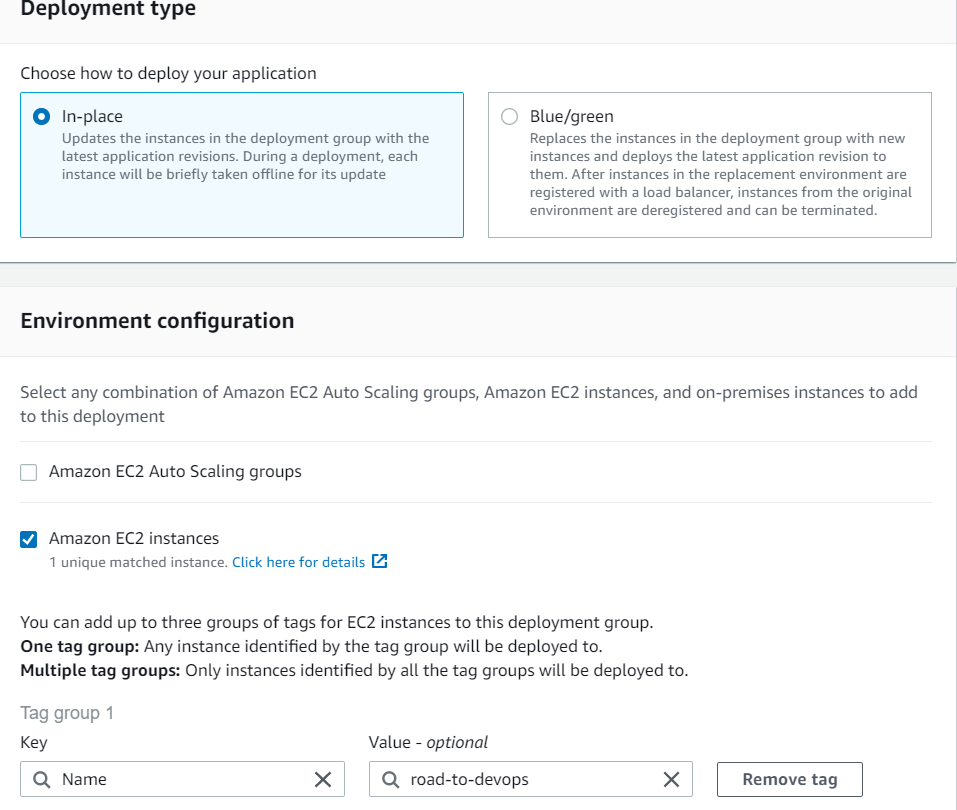 Deployment type
Choose how to deploy your application
In-place
Updates the instances in the deployment group with the
latest application revisions. During a deployment, each
instance will be briefly taken offline for its update
Blue/green
Replaces the instances in the deployment group with new
instances and deploys the latest application revision to
them. After instances in the replacement environment are
registered with a load balancer, instances from the original
environment are deregistered and can be terminated.
Environment configuration
Select any combination of Amazon EC2 Auto Scaling groups, Amazon EC2 instances, and on-premises instances to add
to this deployment
Amazon EC2 Auto Scaling groups
Amazon EC2 instances
1 unique matched instance. Click here for details
You can add up to three groups of tags for EC2 instances to this deployment group.
One tag group: Any instance identified by the tag group will be deployed to.
Multiple tag groups: Only instances identified by all the tag groups will be deployed to.
Tag group 1
Key Value - optional
Name road-to-devops Remove tag